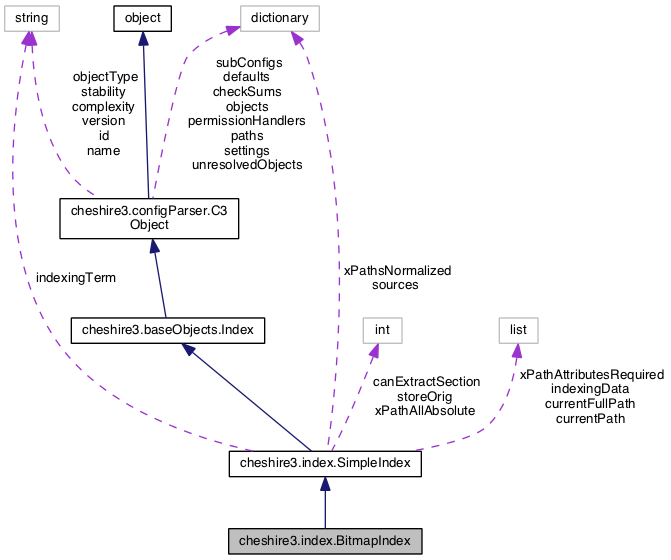 string
object
dictionary
objectType
stability
complexity
version
id
name
subConfigs
defaults
checkSums
objects
permissionHandlers
paths
settings
unresolvedObjects
cheshire3.configParser.C3
Object
indexingTerm
xPathsNormalized
sources
cheshire3.baseObjects.Index
int
list
canExtractSection
storeOrig
xPathAllAbsolute
xPathAttributesRequired
indexingData
currentFullPath
currentPath
cheshire3.index.SimpleIndex
cheshire3.index.BitmapIndex